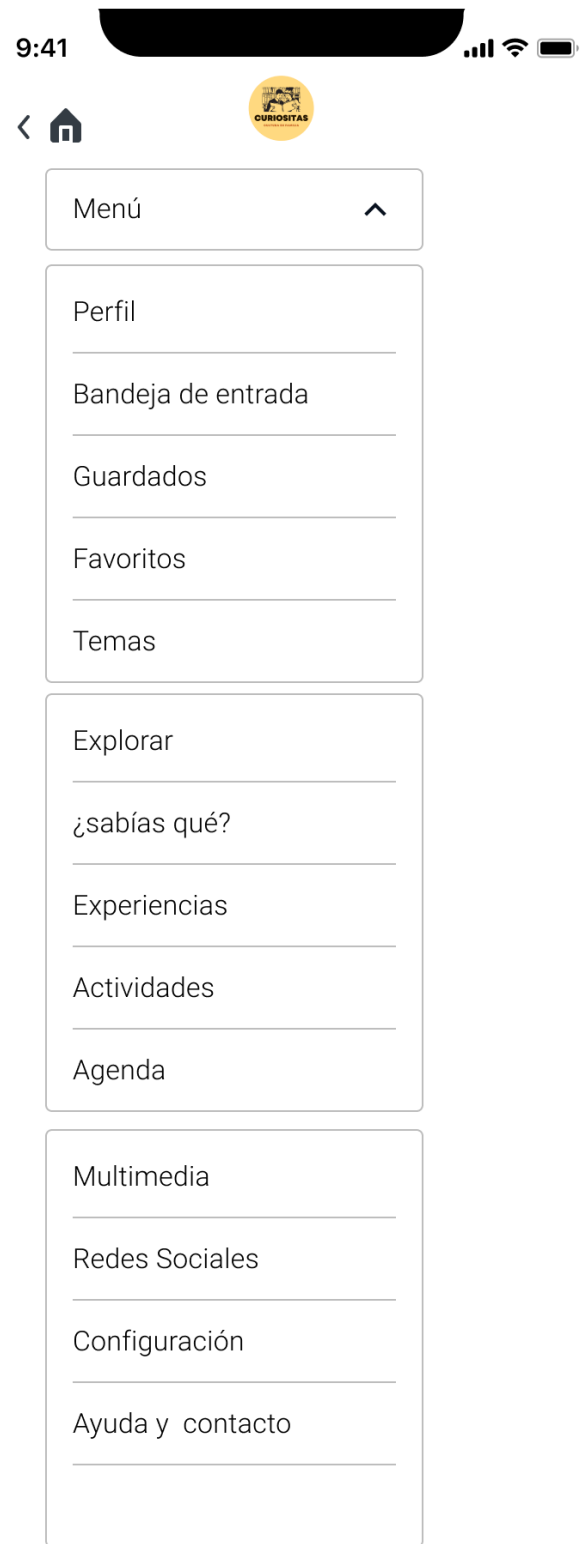 9:41
CURIOSITAS
Menú
Perfil
Bandeja de entrada
Guardados
Favoritos
Temas
Explorar
¿sabías qué?
Experiencias
Actividades
Agenda
Multimedia
Redes Sociales
Configuración
Ayuda y  contacto